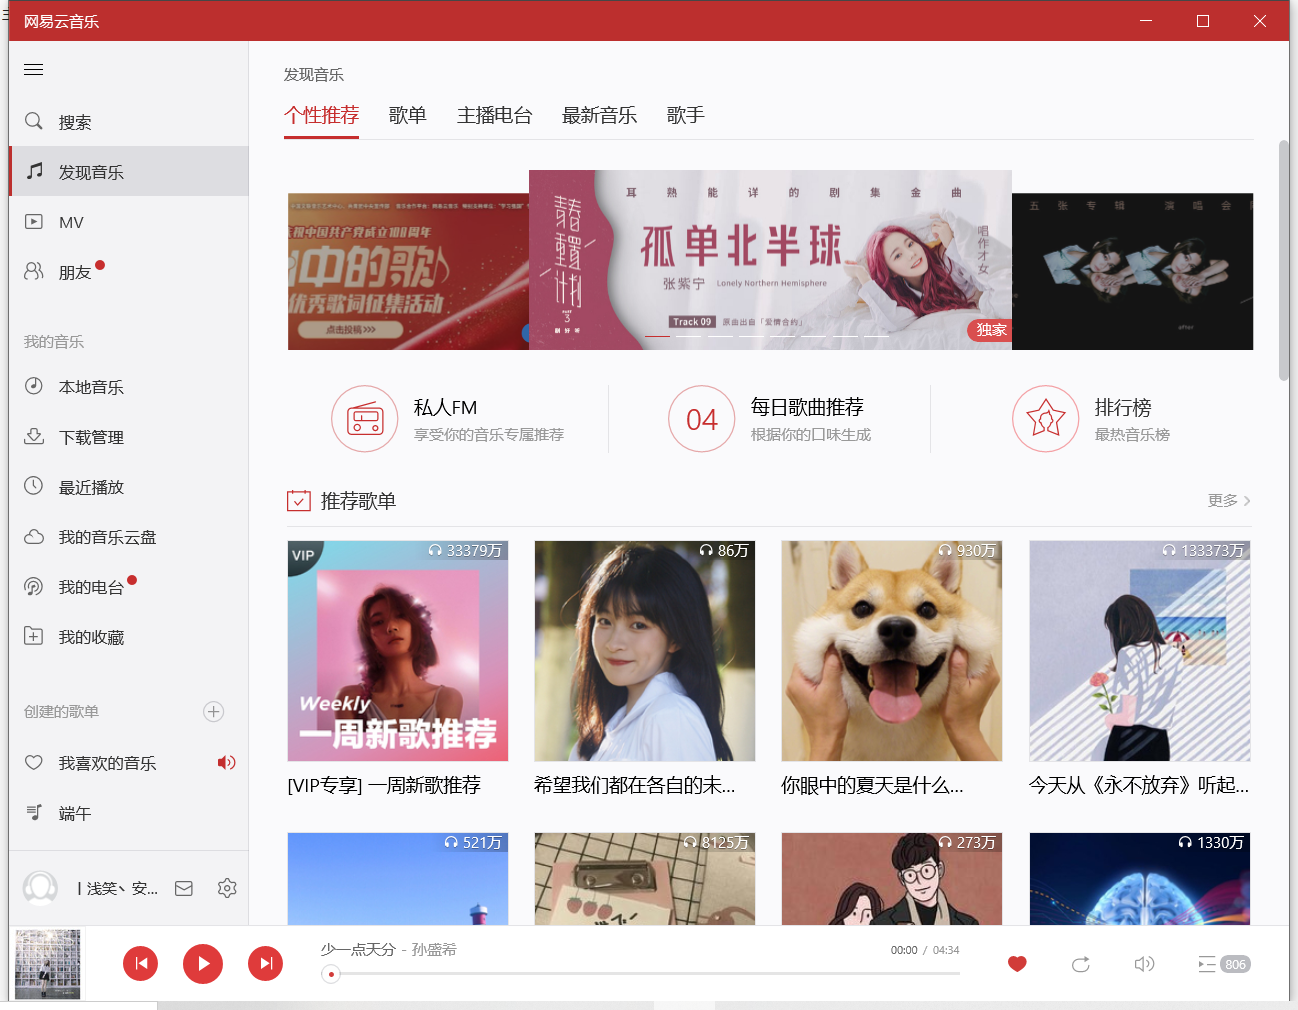 网易云音乐
搜索
发现音乐
MV
朋友
我的音乐
本地音乐
下载管理
最近播放
我的音乐云盘
我的电台
我的收藏
创建的歌单
我喜欢的音乐
端午
丨浅笑丶安...
发现音乐
个性推荐 歌单 主播电台 最新音乐 歌手
庆祝中国共产党成立100周年
中的歌
优秀歌词征集活动
点击投稿>>>
耳熟能详的剧集金曲
青春重置计划
PART 3
剧好听
孤单北半球
张紫宁 Lonely Northern Hemisphere
唱作才女
Track 09 原曲出自「爱情合约」
独家
五张专辑 演唱会
after
私人FM
享受你的音乐专属推荐
04
每日歌曲推荐
根据你的口味生成
排行榜
最热音乐榜
推荐歌单
更多
VIP
33379万
Weekly
一周新歌推荐
[VIP专享] 一周新歌推荐
86万
希望我们都在各自的未...
930万
你眼中的夏天是什么...
133373万
今天从《永不放弃》听起...
521万
8125万
273万
1330万
少一点天分 - 孙盛希
00:00 / 04:34
806